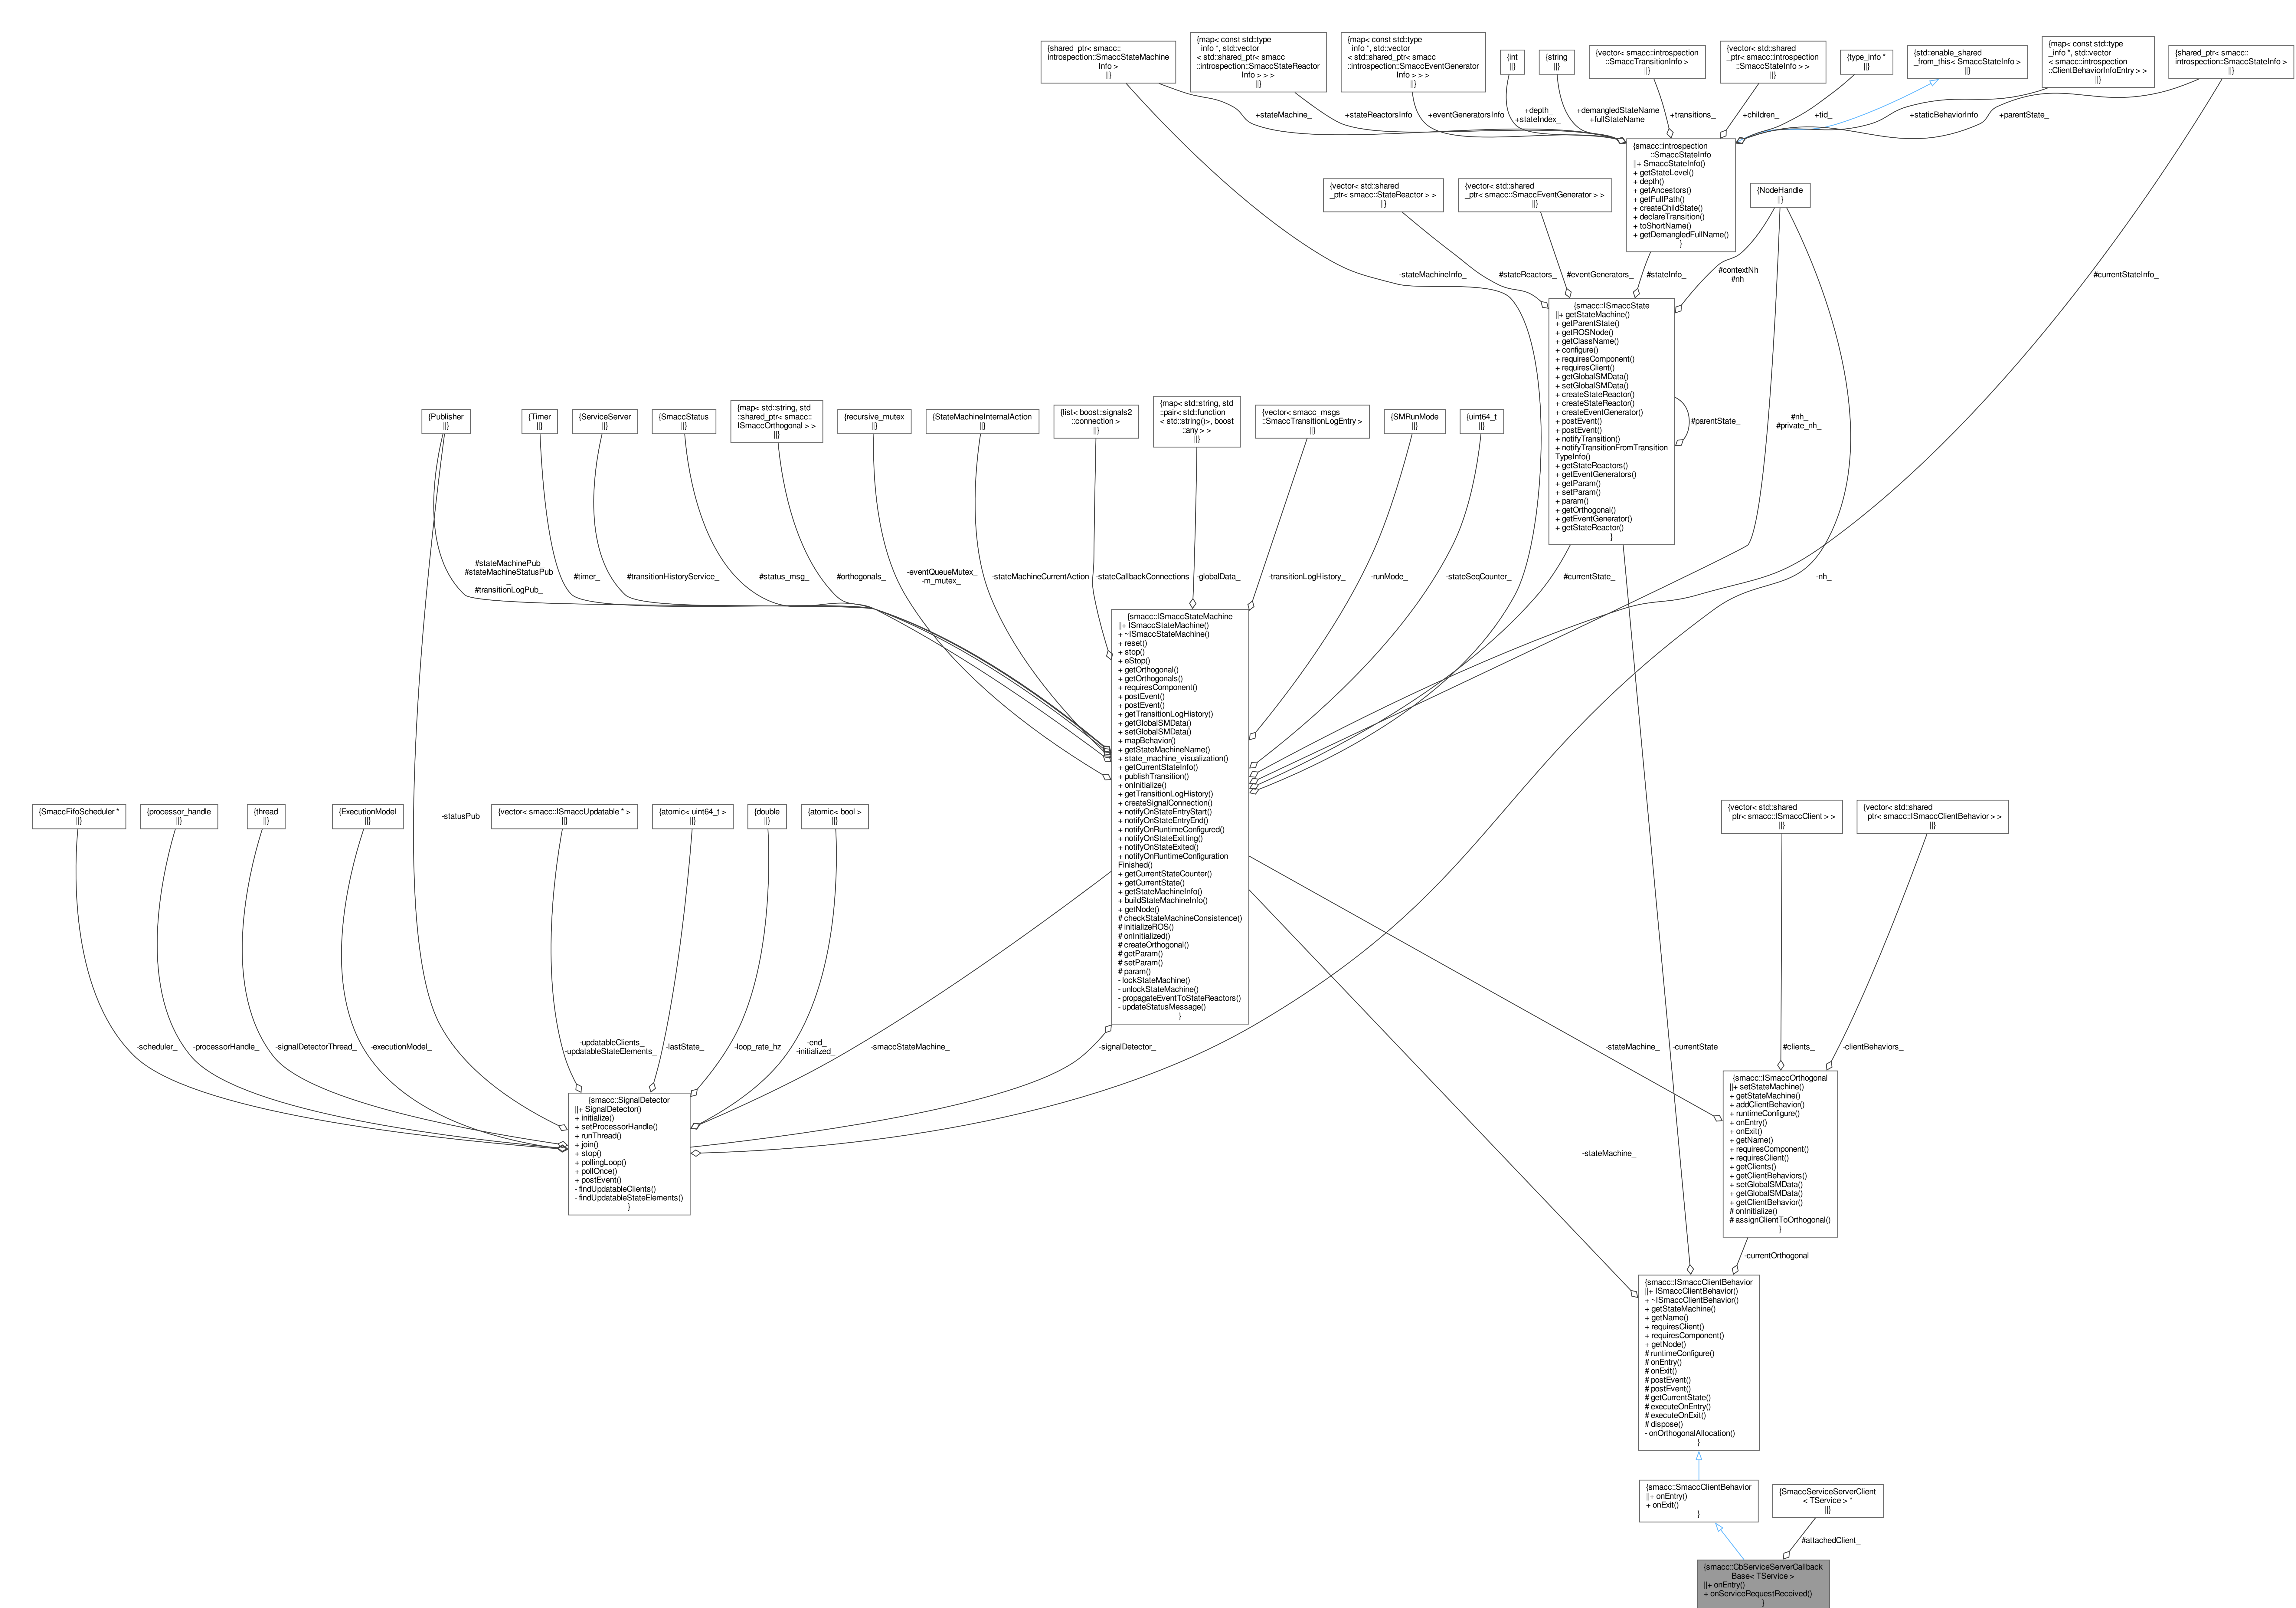 {shared_ptr< smacc::
introspection::SmaccStateMachine
Info >
||}
{map< const std::type
_info *, std::vector
< std::shared_ptr< smacc
::introspection::SmaccStateReactor
Info > > >
||}
{map< const std::type
_info *, std::vector
< std::shared_ptr< smacc
::introspection::SmaccEventGenerator
Info > > >
||}
{int
||}
{string
||}
{vector< smacc::introspection
::SmaccTransitionInfo >
||}
{vector< std::shared
_ptr< smacc::introspection
::SmaccStateInfo > >
||}
{type_info *
||}
{std::enable_shared
_from_this< SmaccStateInfo >
||}
{map< const std::type
_info *, std::vector
< smacc::introspection
::ClientBehaviorInfoEntry > >
||}
{shared_ptr< smacc::
introspection::SmaccStateInfo >
||}
+stateMachine_
+stateReactorsInfo
+eventGeneratorsInfo
+depth_
+stateIndex_
+demangledStateName
+fullStateName
+transitions_
+children_
+tid_
+staticBehaviorInfo
+parentState_
{smacc::introspection
::SmaccStateInfo
||+ SmaccStateInfo()
+ getStateLevel()
+ depth()
+ getAncestors()
+ getFullPath()
+ createChildState()
+ declareTransition()
+ toShortName()
+ getDemangledFullName()
}
{vector< std::shared
_ptr< smacc::StateReactor > >
||}
{vector< std::shared
_ptr< smacc::SmaccEventGenerator > >
||}
{NodeHandle
||}
-stateMachineInfo_
#stateReactors_
#eventGenerators_
#stateInfo_
#contextNh
#nh
#currentStateInfo_
{smacc::ISmaccState
||+ getStateMachine()
+ getParentState()
+ getROSNode()
+ getClassName()
+ configure()
+ requiresComponent()
+ requiresClient()
+ getGlobalSMData()
+ setGlobalSMData()
+ createStateReactor()
+ createStateReactor()
+ createEventGenerator()
+ postEvent()
+ postEvent()
+ notifyTransition()
+ notifyTransitionFromTransition
TypeInfo()
+ getStateReactors()
+ getEventGenerators()
+ getParam()
+ setParam()
+ param()
+ getOrthogonal()
+ getEventGenerator()
+ getStateReactor()
}
#parentState_
#nh_
#private_nh_
{Publisher
||}
{Timer
||}
{ServiceServer
||}
{SmaccStatus
||}
{map< std::string, std
::shared_ptr< smacc::
ISmaccOrthogonal > >
||}
{recursive_mutex
||}
{StateMachineInternalAction
||}
{list< boost::signals2
::connection >
||}
{map< std::string, std
::pair< std::function
< std::string()>, boost
::any > >
||}
{vector< smacc_msgs
::SmaccTransitionLogEntry >
||}
{SMRunMode
||}
{uint64_t
||}
#stateMachinePub_
#stateMachineStatusPub
_
#transitionLogPub_
#timer_
#transitionHistoryService_
#status_msg_
#orthogonals_
-eventQueueMutex_
-m_mutex_
-stateMachineCurrentAction
-stateCallbackConnections
-globalData_
-transitionLogHistory_
-runMode_
-stateSeqCounter_
#currentState_
-nh_
{smacc::ISmaccStateMachine
||+ ISmaccStateMachine()
+ ~ISmaccStateMachine()
+ reset()
+ stop()
+ eStop()
+ getOrthogonal()
+ getOrthogonals()
+ requiresComponent()
+ postEvent()
+ postEvent()
+ getTransitionLogHistory()
+ getGlobalSMData()
+ setGlobalSMData()
+ mapBehavior()
+ getStateMachineName()
+ state_machine_visualization()
+ getCurrentStateInfo()
+ publishTransition()
+ onInitialize()
+ getTransitionLogHistory()
+ createSignalConnection()
+ notifyOnStateEntryStart()
+ notifyOnStateEntryEnd()
+ notifyOnRuntimeConfigured()
+ notifyOnStateExitting()
+ notifyOnStateExited()
+ notifyOnRuntimeConfiguration
Finished()
+ getCurrentStateCounter()
+ getCurrentState()
+ getStateMachineInfo()
+ buildStateMachineInfo()
+ getNode()
# checkStateMachineConsistence()
# initializeROS()
# onInitialized()
# createOrthogonal()
# getParam()
# setParam()
# param()
- lockStateMachine()
- unlockStateMachine()
- propagateEventToStateReactors()
- updateStatusMessage()
}
{SmaccFifoScheduler *
||}
{processor_handle
||}
{thread
||}
{ExecutionModel
||}
-statusPub_
{vector< smacc::ISmaccUpdatable * >
||}
{atomic< uint64_t >
||}
{double
||}
{atomic< bool >
||}
{vector< std::shared
_ptr< smacc::ISmaccClient > >
||}
{vector< std::shared
_ptr< smacc::ISmaccClientBehavior > >
||}
-scheduler_
-processorHandle_
-signalDetectorThread_
-executionModel_
-updatableClients_
-updatableStateElements_
-lastState_
-loop_rate_hz
-end_
-initialized_
-smaccStateMachine_
-signalDetector_
-stateMachine_
-currentState
#clients_
-clientBehaviors_
{smacc::SignalDetector
||+ SignalDetector()
+ initialize()
+ setProcessorHandle()
+ runThread()
+ join()
+ stop()
+ pollingLoop()
+ pollOnce()
+ postEvent()
- findUpdatableClients()
- findUpdatableStateElements()
}
{smacc::ISmaccOrthogonal
||+ setStateMachine()
+ getStateMachine()
+ addClientBehavior()
+ runtimeConfigure()
+ onEntry()
+ onExit()
+ getName()
+ requiresComponent()
+ requiresClient()
+ getClients()
+ getClientBehaviors()
+ setGlobalSMData()
+ getGlobalSMData()
+ getClientBehavior()
# onInitialize()
# assignClientToOrthogonal()
}
-stateMachine_
-currentOrthogonal
{smacc::ISmaccClientBehavior
||+ ISmaccClientBehavior()
+ ~ISmaccClientBehavior()
+ getStateMachine()
+ getName()
+ requiresClient()
+ requiresComponent()
+ getNode()
# runtimeConfigure()
# onEntry()
# onExit()
# postEvent()
# postEvent()
# getCurrentState()
# executeOnEntry()
# executeOnExit()
# dispose()
- onOrthogonalAllocation()
}
{smacc::SmaccClientBehavior
||+ onEntry()
+ onExit()
}
{SmaccServiceServerClient
< TService > *
||}
#attachedClient_
{smacc::CbServiceServerCallback
Base< TService >
||+ onEntry()
+ onServiceRequestReceived()
}